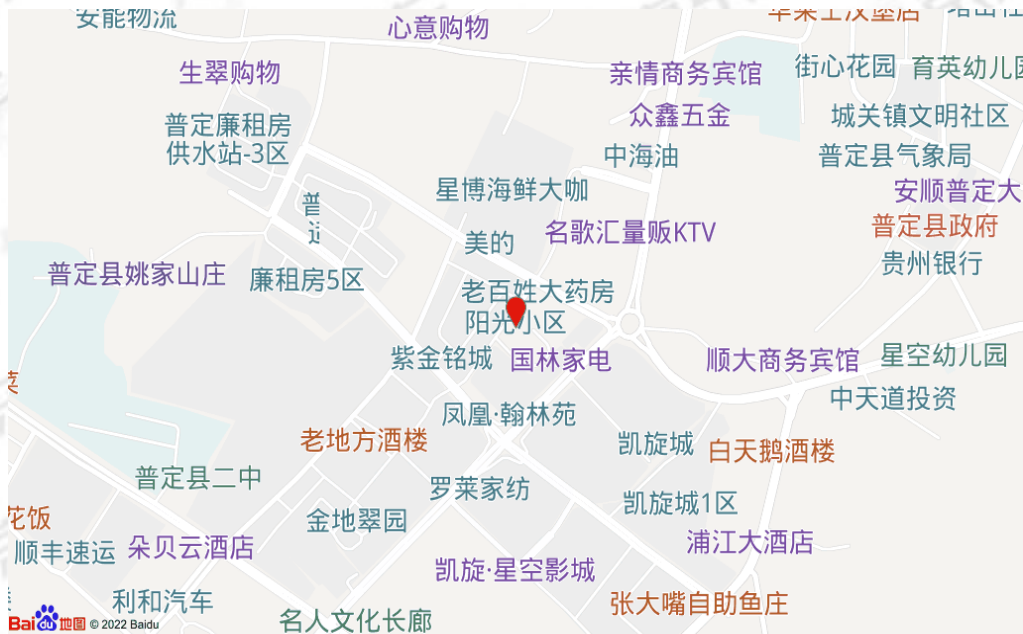 安能物流
心意购物
生翠购物
亲情商务宾馆
街心花园
育英幼儿园
众鑫五金
城关镇文明社区
普定廉租房
供水站-3区
中海油
普定县气象局
星博海鲜大咖
安顺普定大
名歌汇量贩KTV
普定县政府
美的
贵州银行
普定县姚家山庄
廉租房5区
老百姓大药房
阳光小区
紫金铭城
国林家电
顺大商务宾馆
星空幼儿园
菜
中天道投资
凤凰·翰林苑
老地方酒楼
凯旋城
白天鹅酒楼
普定县二中
罗莱家纺
凯旋城1区
花饭
金地翠园
顺丰速运
朵贝云酒店
浦江大酒店
凯旋·星空影城
利和汽车
张大嘴自助鱼庄
名人文化长廊
Bai du 地图 © 2022 Baidu